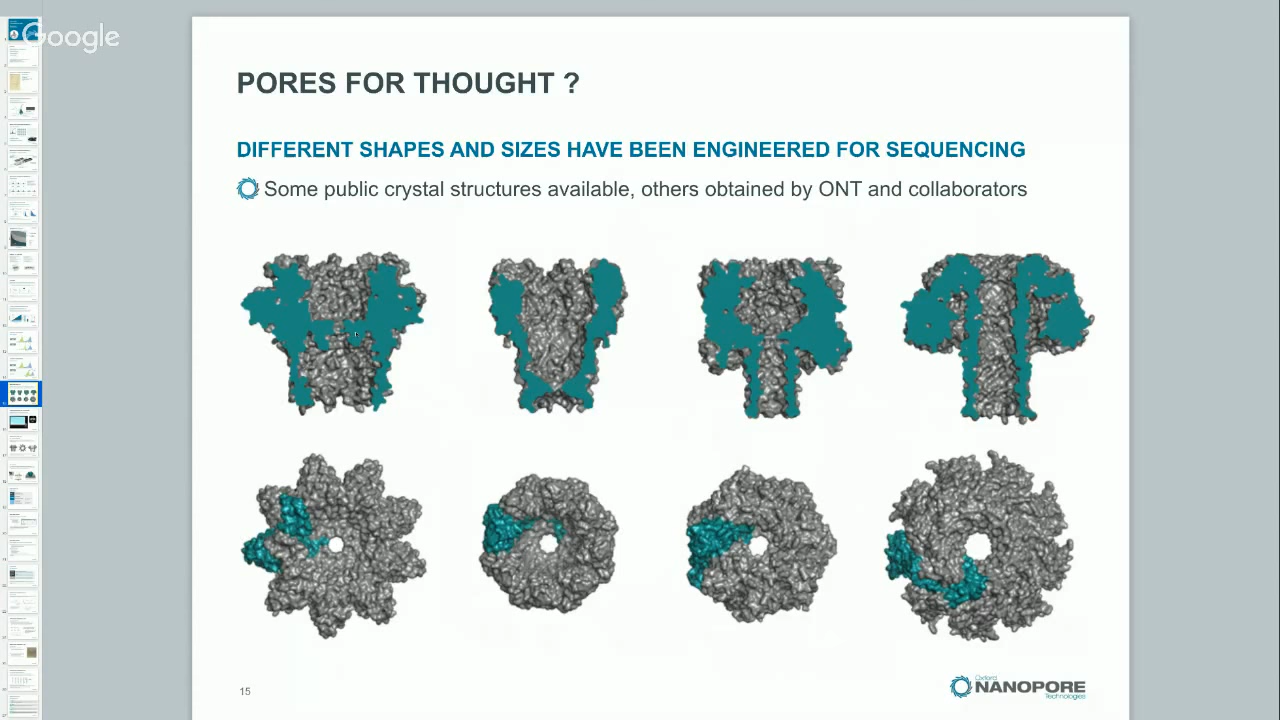 Google
PORES FOR THOUGHT ?
DIFFERENT SHAPES AND SIZES HAVE BEEN ENGINEERED FOR SEQUENCING
Some public crystal structures available, others obtained by ONT and collaborators
15
Oxford
NANOPORE
Technologies